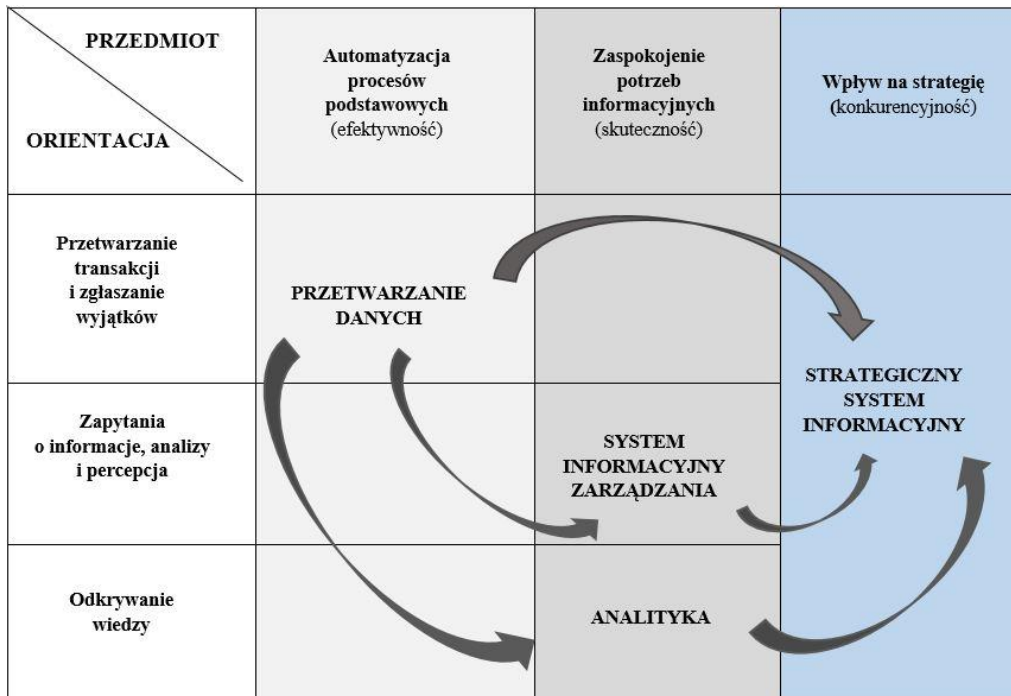 PRZEDMIOT
ORIENTACJA
Automatyzacja
procesów
podstawowych
(efektywność)
Zaspokojenie
potrzeb
informacyjnych
(skuteczność)
Wpływ na strategię
(konkurencyjność)
Przetwarzanie
transakcji
i zgłaszanie
wyjątków
PRZETWARZANIE
DANYCH
STRATEGICZNY
SYSTEM
INFORMACYJNY
Zapytania
o informacje, analizy
i percepcja
SYSTEM
INFORMACYJNY
ZARZĄDZANIA
Odkrywanie
wiedzy
ANALITYKA